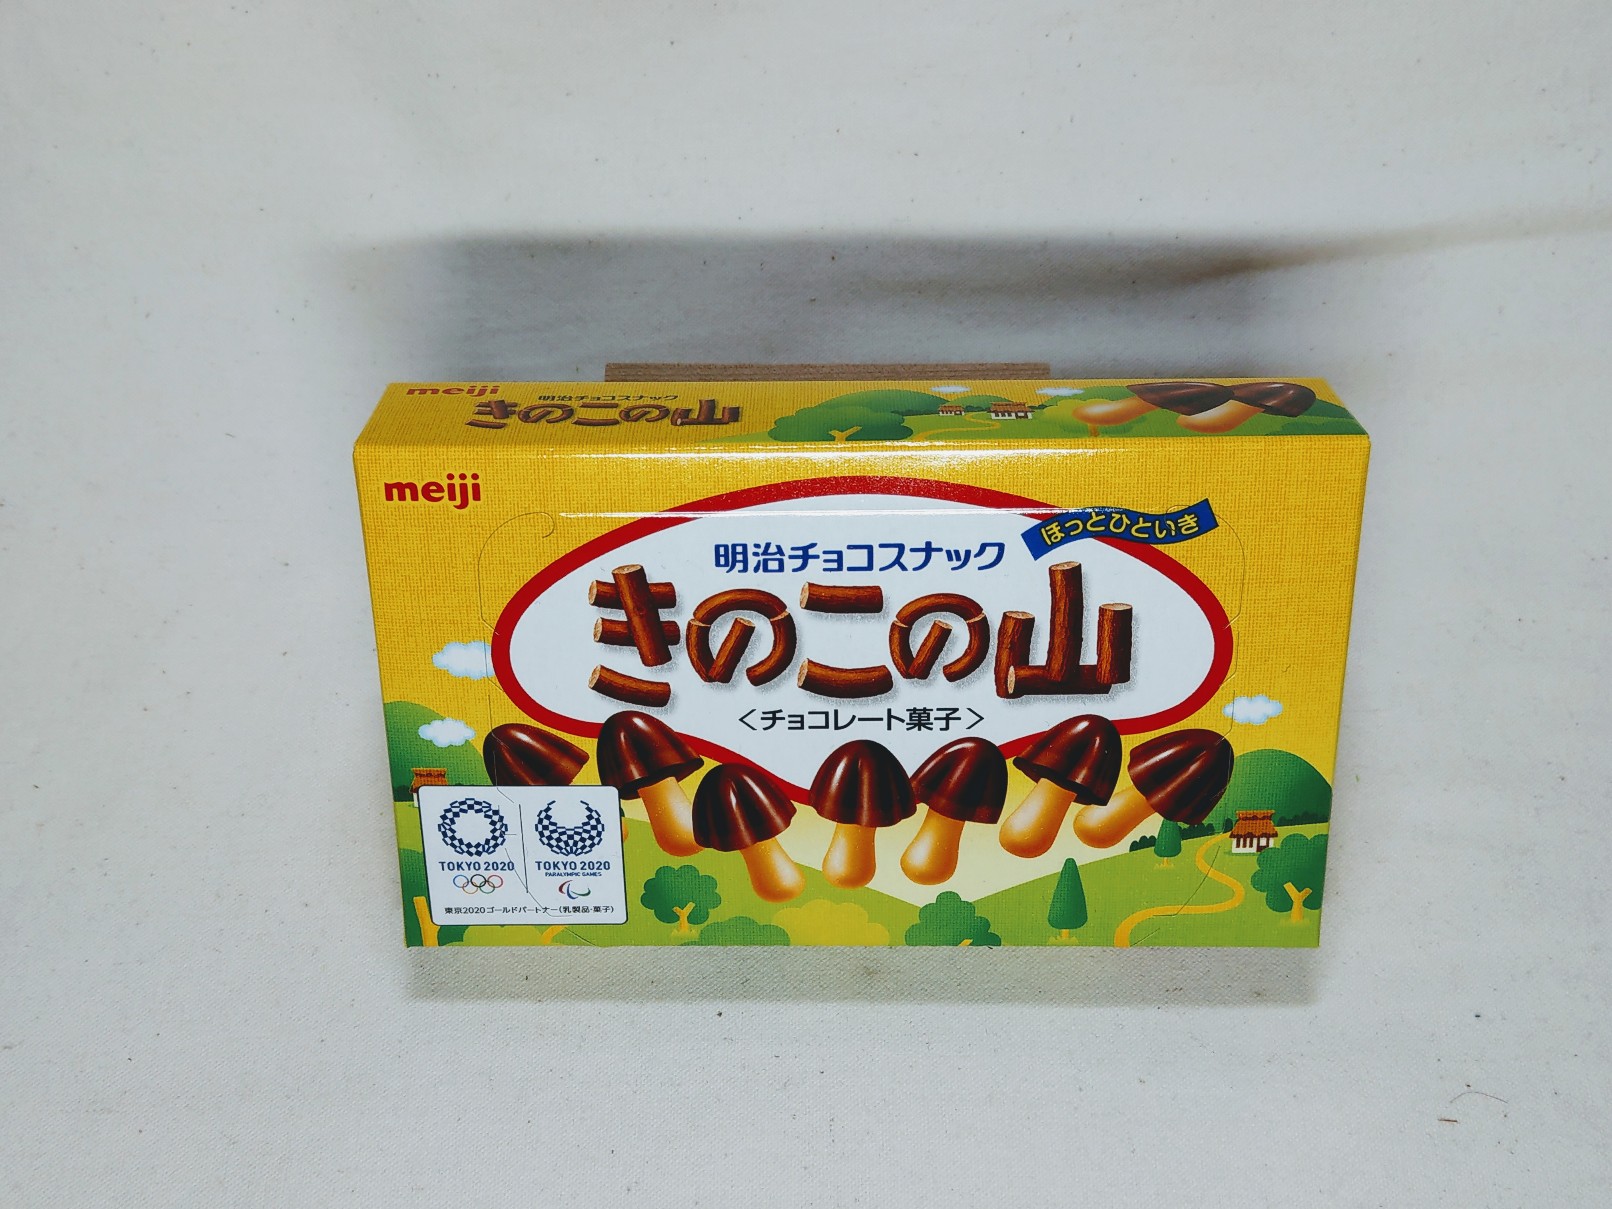 meiji
明治チョコスナック
きのこの山
meiji
ほっとひといき
明治チョコスナック
きのこの山
<チョコレート菓子>
TOKYO 2020
TOKYO 2020
PARALYMPIC GAMES
東京2020ゴールドパートナー(乳製品・菓子)